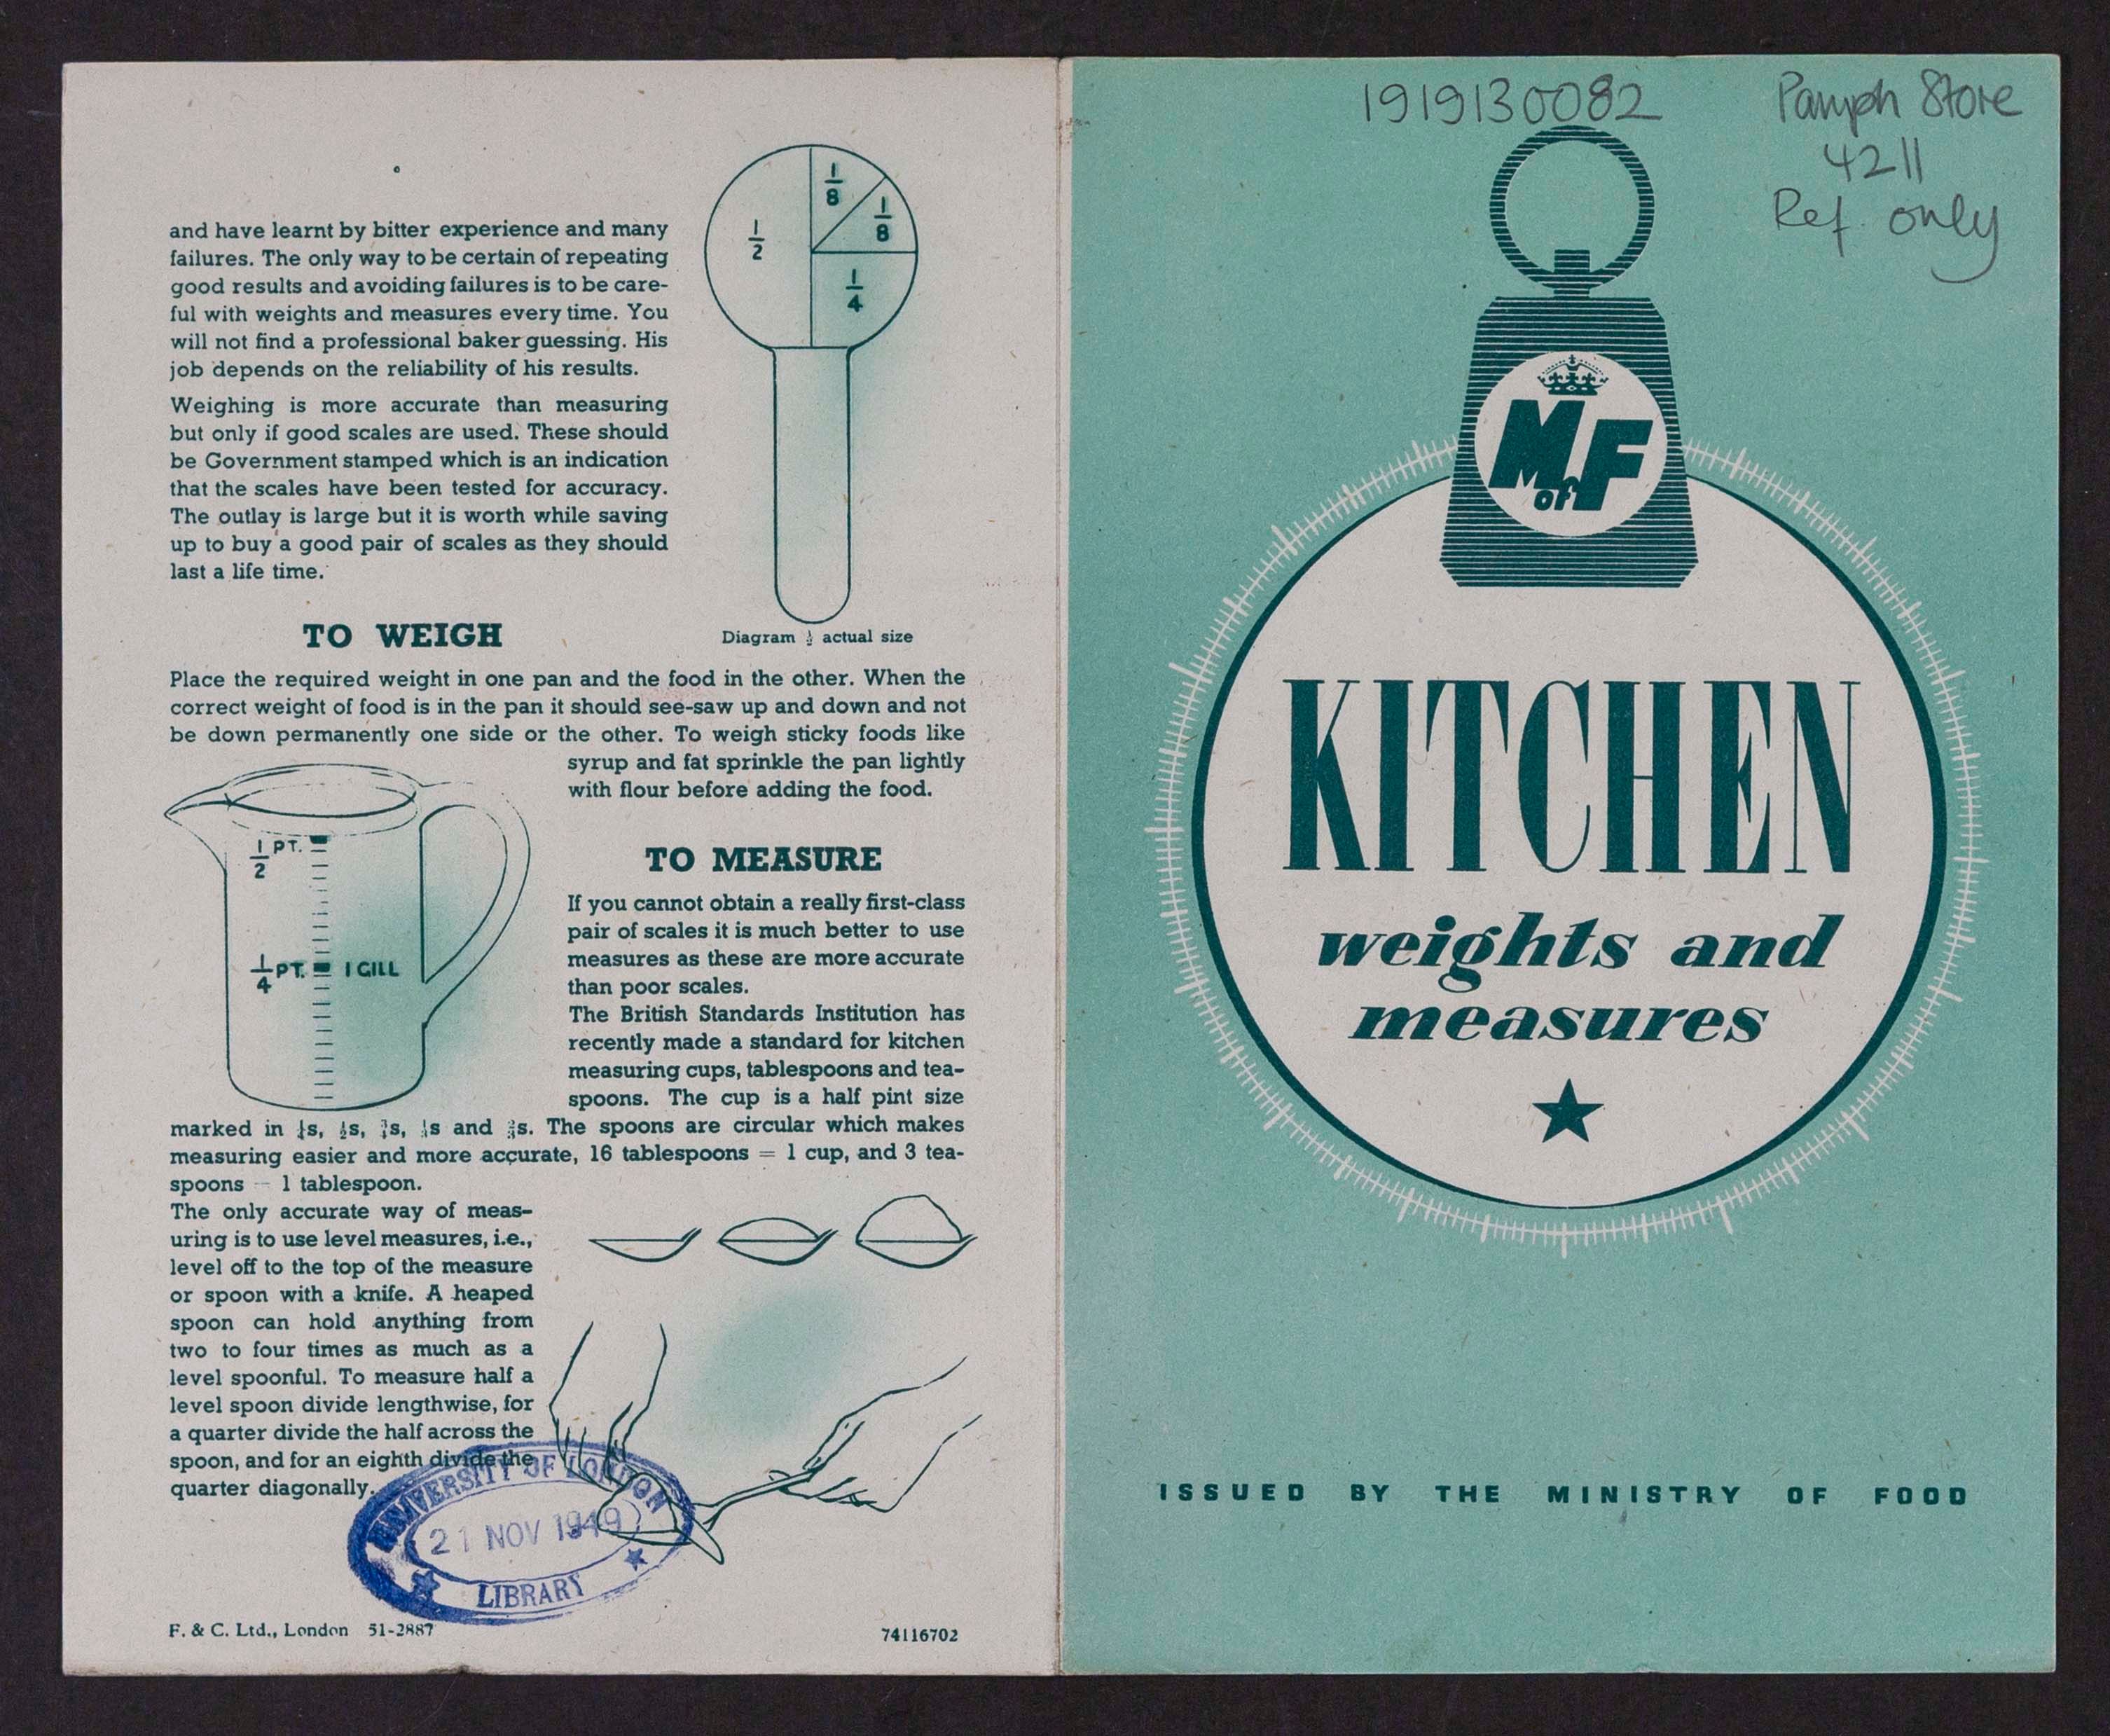 and have learnt by bitter experience and many
failures. The only way to be certain of repeating
good results and avoiding failures is to be care-
ful with weights and measures every time. You
will not find a professional baker guessing. His
job depends on the reliability of his results.
Weighing is more accurate than measuring
but only if good scales are used. These should
be Government stamped which is an indication
that the scales have been tested for accuracy.
The outlay is large but it is worth while saving
up to buy a good pair of scales as they should
last a life time.
1/2
1/8
1/8
1/4
Diagram actual size
TO WEIGH
Place the required weight in one pan and the food in the other. When the
correct weight of food is in the pan it should see-saw up and down and not
be down permanently one side or the other. To weigh sticky foods like
syrup and fat sprinkle the pan lightly
with flour before adding the food.
1/2 PT.
1/4 PT. 1 GILL
TO MEASURE
If you cannot obtain a really first-class
pair of scales it is much better to use
measures as these are more accurate
than poor scales.
The British Standards Institution has
recently made a standard for kitchen
measuring cups, tablespoons and tea-
spoons. The cup is a half pint size
marked in s, s, s, s and s. The spoons are circular which makes
measuring easier and more accurate, 16 tablespoons = 1 cup, and 3 tea-
spoons = 1 tablespoon.
The only accurate way of meas-
uring is to use level measures, i.e.,
level off to the top of the measure
or spoon with a knife. A heaped
spoon can hold anything from
two to four times as much as a
level spoonful. To measure half a
level spoon divide lengthwise, for
a quarter divide the half across the
spoon, and for an eighth divide the
quarter diagonally.
UNIVERSITY OF LONDON
21 NOV 1949
LIBRARY
F. & C. Ltd., London 51-2887
74116702
1919130082
Pamph Store
4211
Ref. only
M of F
KITCHEN
weights and
measures
ISSUED BY THE MINISTRY OF FOOD